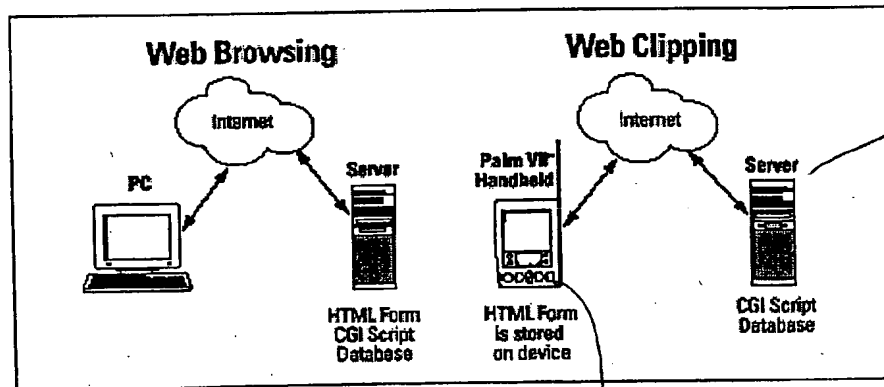 Web Browsing
Internet
PC
Server
HTML Form
CGI Script
Database
Web Clipping
Internet
Palm VII™
Handheld
Server
HTML Form
is stored
on device
CGI Script
Database